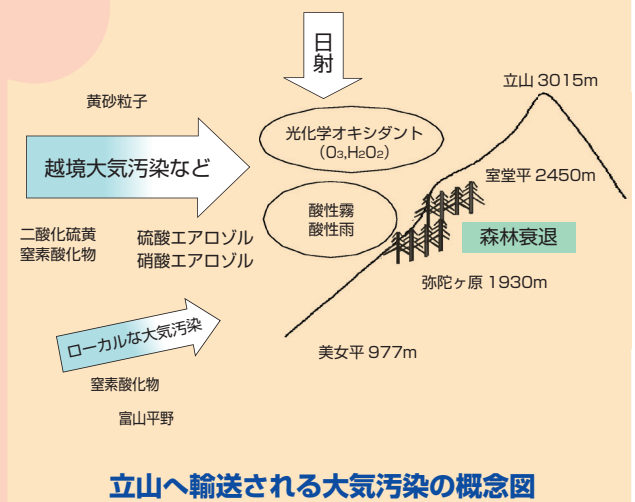 日射
立山 3015m
黄砂粒子
光化学オキシダント
(O3,H2O2)
越境大気汚染など
室堂平 2450m
酸性霧
酸性雨
二酸化硫黄
窒素酸化物
硫酸エアロゾル
硝酸エアロゾル
森林衰退
弥陀ヶ原 1930m
ローカルな大気汚染
美女平 977m
窒素酸化物
富山平野
立山へ輸送される大気汚染の概念図